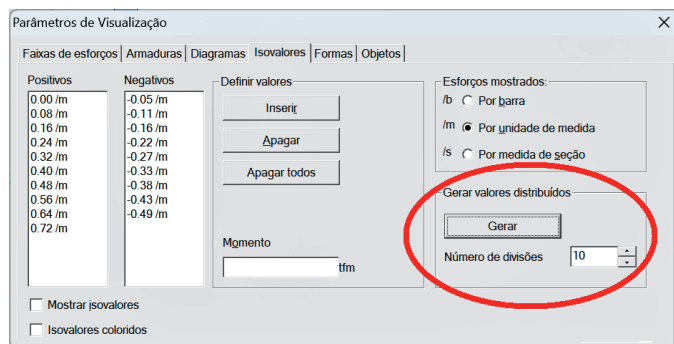 Parâmetros de Visualização
Faixas de esforços Armaduras Diagramas Isovalores Formas Objetos
Positivos
0.00 /m
0.08 /m
0.16 /m
0.24 /m
0.32 /m
0.40 /m
0.48 /m
0.56 /m
0.64 /m
0.72 /m
Negativos
-0.05 /m
-0.11 /m
-0.16 /m
-0.22 /m
-0.27 /m
-0.33 /m
-0.38 /m
-0.43 /m
-0.49 /m
Definir valores
Inserir
Apagar
Apagar todos
Momento
tfm
Esforços mostrados:
/b Por barra
/m Por unidade de medida
/s Por medida de seção
Gerar valores distribuídos
Gerar
Número de divisões 10
Mostrar isovalores
Isovalores coloridos